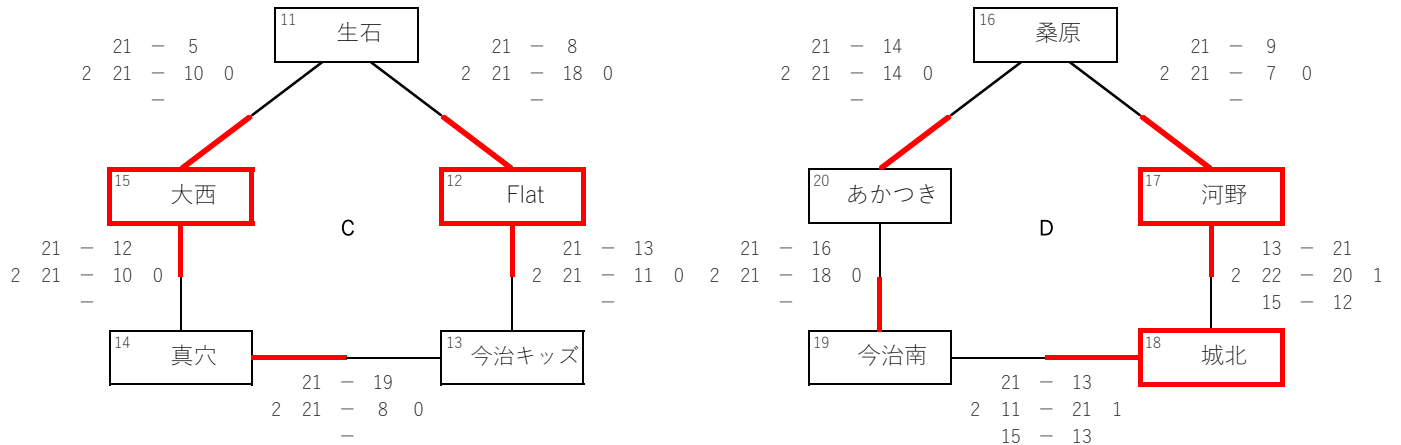 11 生石
21 － 5
2 21 － 10 0
－
21 － 8
2 21 － 18 0
－
15 大西
12 Flat
C
21 － 12
2 21 － 10 0
－
21 － 13
2 21 － 11 0
－
14 真穴
13 今治キッズ
21 － 19
2 21 － 8 0
－
16 桑原
21 － 14
2 21 － 14 0
－
21 － 9
2 21 － 7 0
－
20 あかつき
17 河野
D
21 － 16
2 21 － 18 0
－
13 － 21
2 22 － 20 1
15 － 12
19 今治南
18 城北
21 － 13
2 11 － 21 1
15 － 13